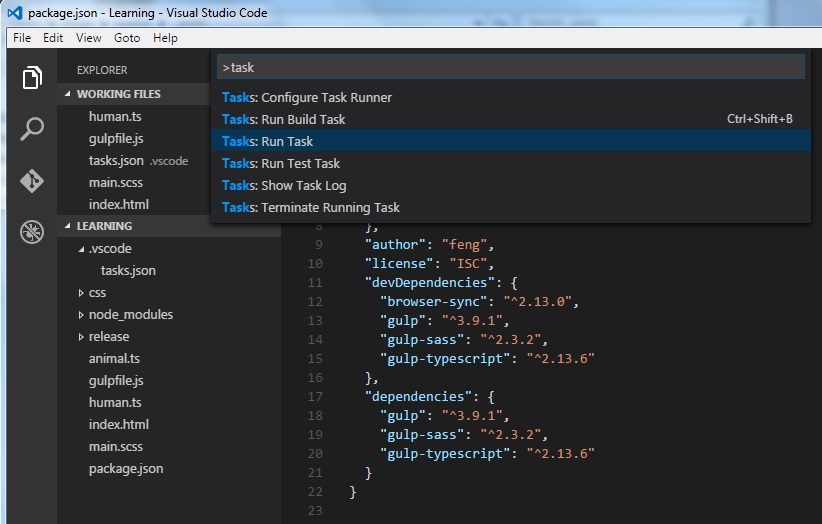 package.json - Learning - Visual Studio Code
File Edit View Goto Help
>task
Tasks: Configure Task Runner
Tasks: Run Build Task Ctrl+Shift+B
Tasks: Run Task
Tasks: Run Test Task
Tasks: Show Task Log
Tasks: Terminate Running Task
EXPLORER
WORKING FILES
human.ts
gulpfile.js
tasks.json .vscode
main.scss
index.html
LEARNING
.vscode
tasks.json
css
node_modules
release
animal.ts
gulpfile.js
human.ts
index.html
main.scss
package.json
8 },
9 "author": "feng",
10 "license": "ISC",
11 "devDependencies": {
12 "browser-sync": "^2.13.0",
13 "gulp": "^3.9.1",
14 "gulp-sass": "^2.3.2",
15 "gulp-typescript": "^2.13.6"
16 },
17 "dependencies": {
18 "gulp": "^3.9.1",
19 "gulp-sass": "^2.3.2",
20 "gulp-typescript": "^2.13.6"
21 }
22 }
23